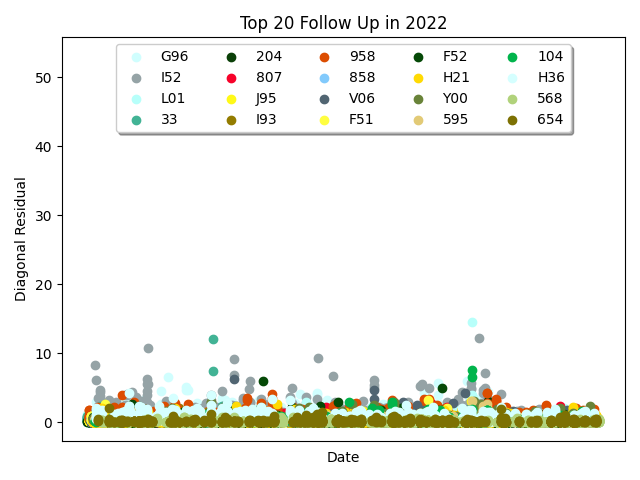 Top 20 Follow Up in 2022
G96 204 958 F52 104
I52 807 858 H21 H36
L01 J95 V06 Y00 568
33 I93 F51 595 654
50
40
30
20
10
0
Diagonal Residual
Date